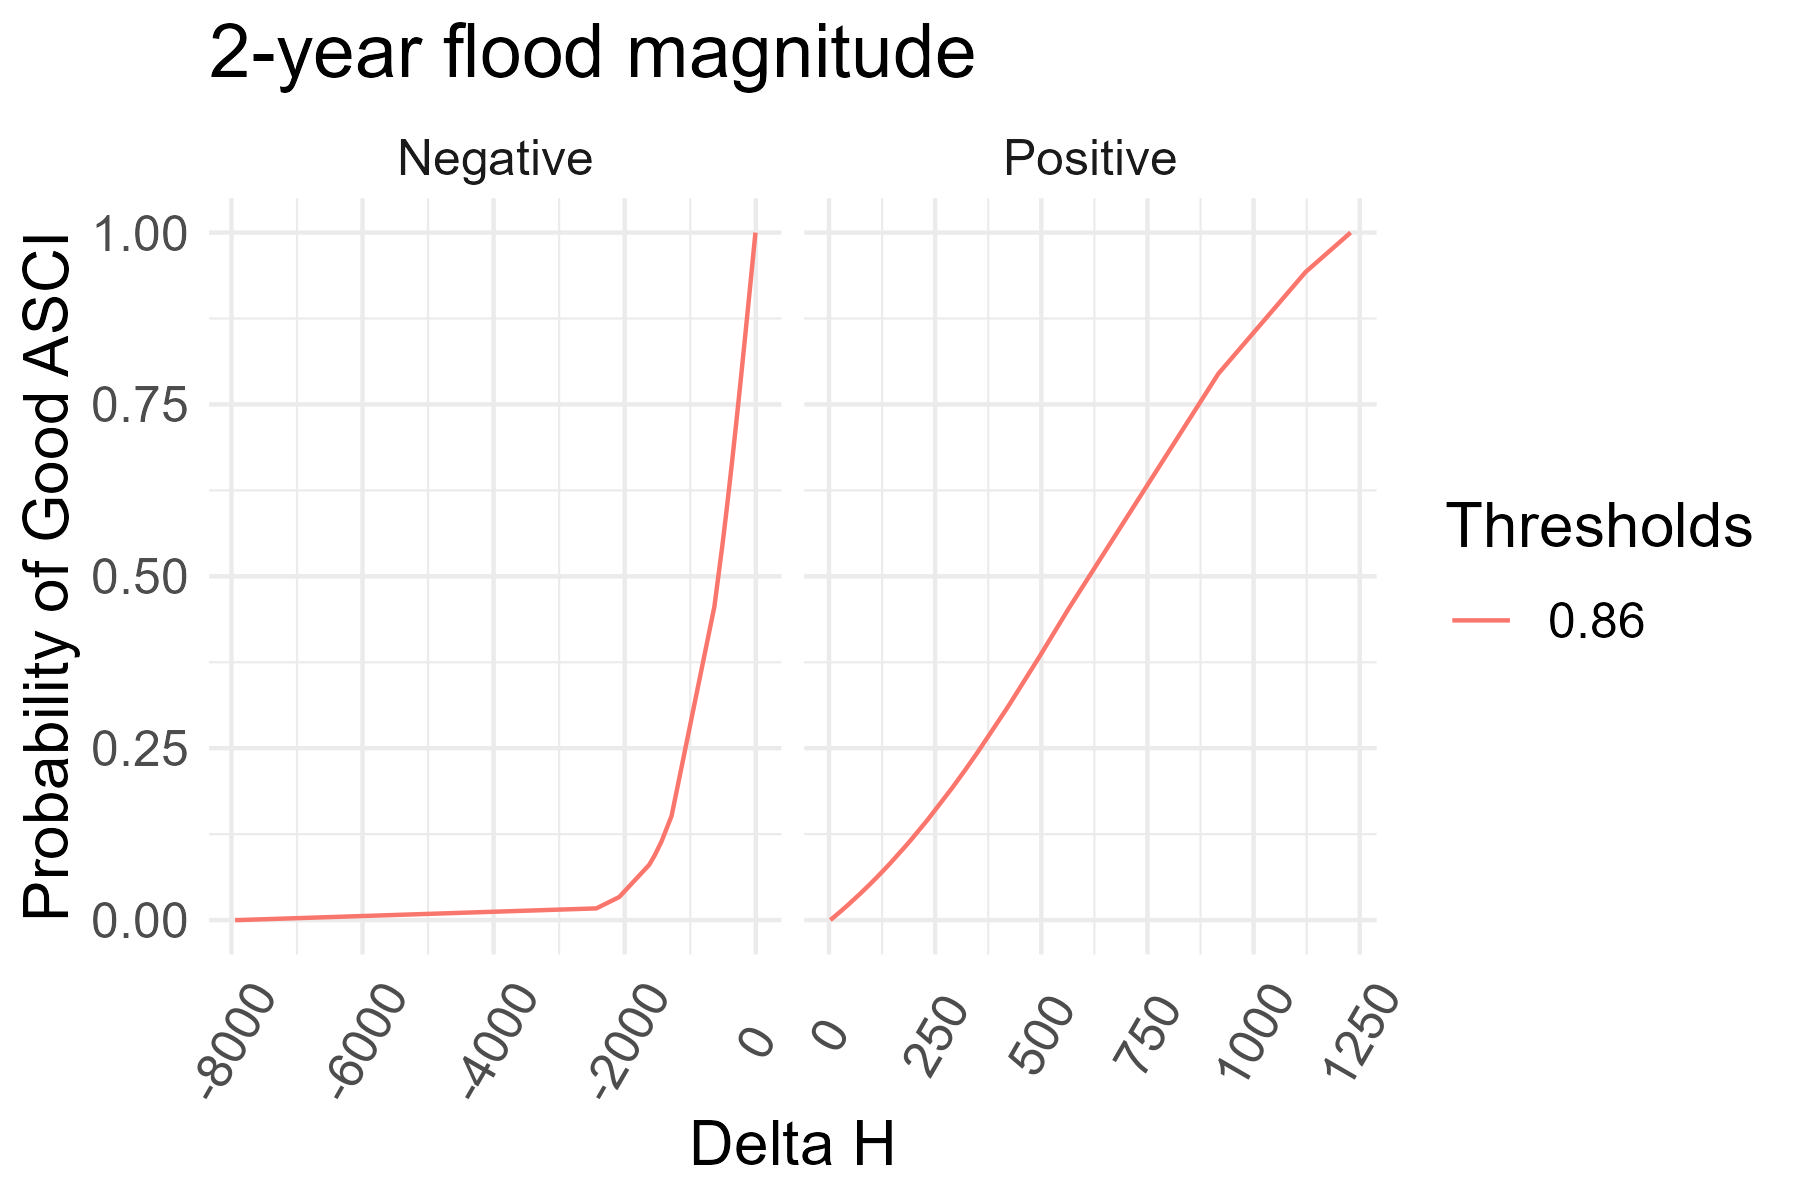 2-year flood magnitude
Negative
Positive
Probability of Good ASCI
1.00
0.75
0.50
0.25
0.00
-8000
-6000
-4000
-2000
0
0
250
500
750
1000
1250
Delta H
Thresholds
0.86